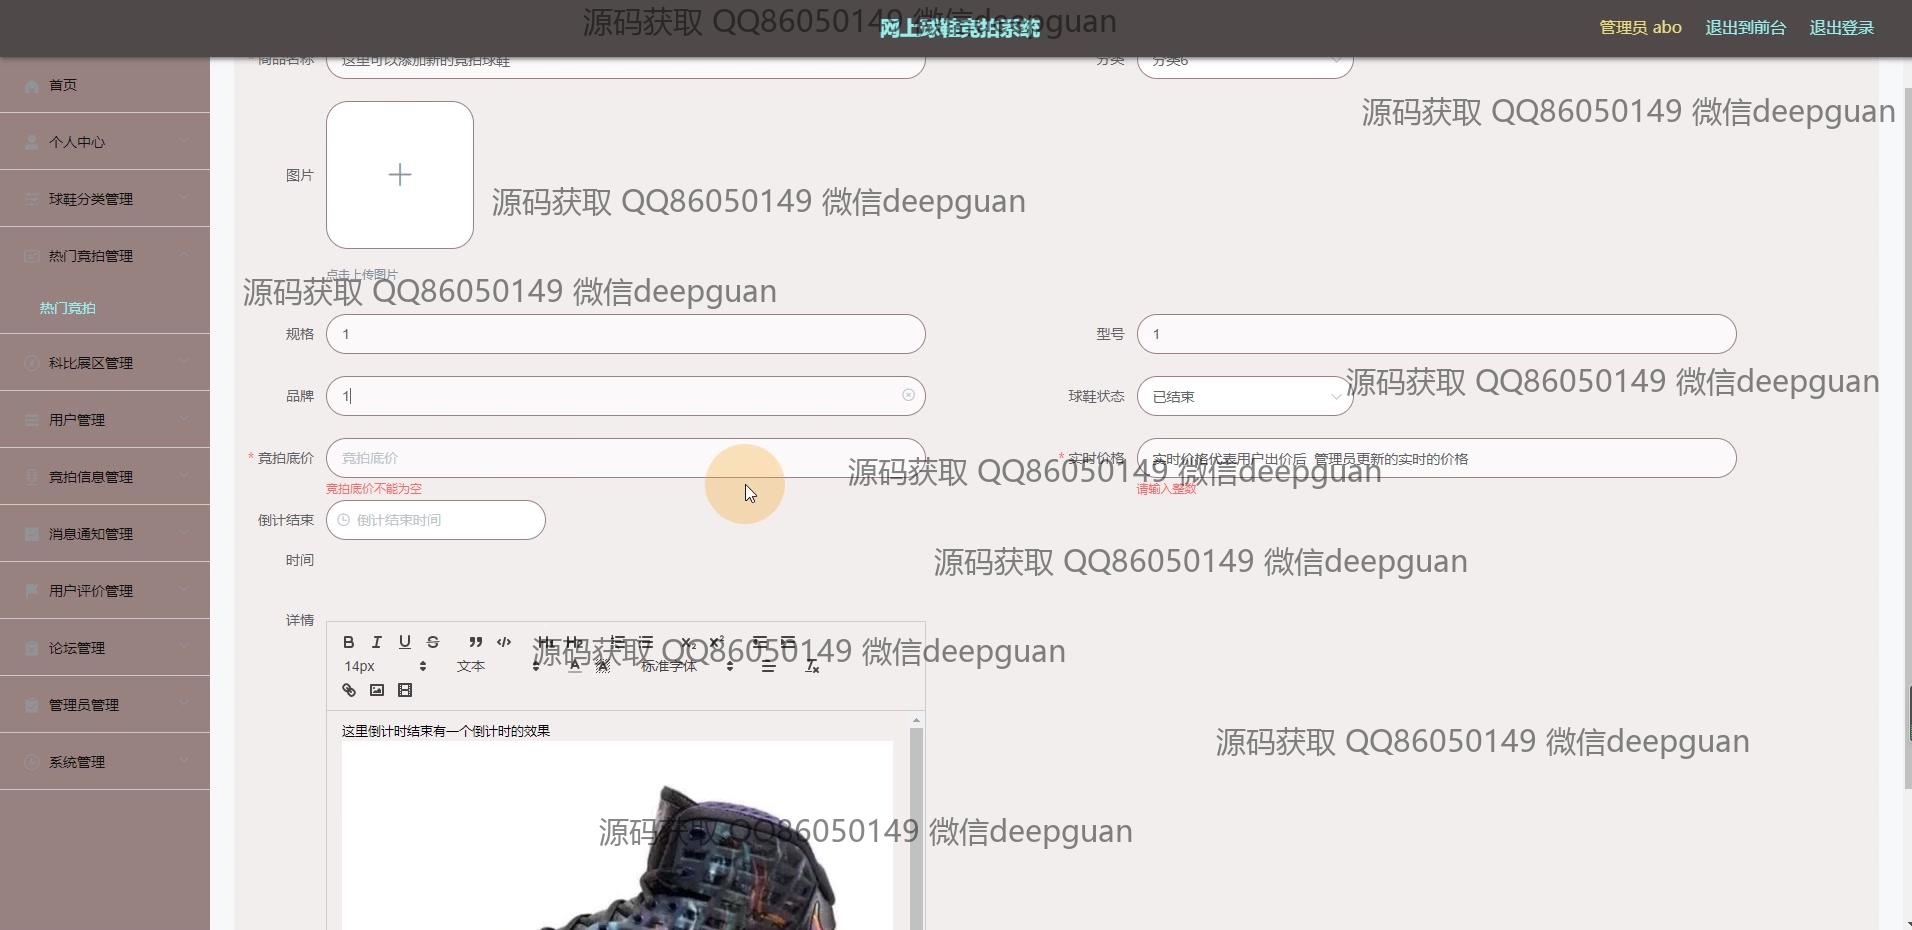 源码获取 QQ86050149 微信deepguan
网上球鞋竞拍系统
管理员 abo
退出到前台
退出登录
首页
个人中心
球鞋分类管理
热门竞拍管理
热门竞拍
科比展区管理
用户管理
竞拍信息管理
消息通知管理
用户评价管理
论坛管理
管理员管理
系统管理
* 商品名称
这里可以添加新的竞拍球鞋
分类
分类6
源码获取 QQ86050149 微信deepguan
图片
源码获取 QQ86050149 微信deepguan
点击上传图片
源码获取 QQ86050149 微信deepguan
规格
1
型号
1
源码获取 QQ86050149 微信deepguan
品牌
1
球鞋状态
已结束
* 竞拍底价
竞拍底价
* 实时价格
实时价格代表用户出价后 管理员更新的实时的价格
源码获取 QQ86050149 微信deepguan
竞拍底价不能为空
请输入整数
倒计结束
时间
倒计结束时间
源码获取 QQ86050149 微信deepguan
详情
B I U S H1 H2 X2 X2
源码获取 QQ86050149 微信deepguan
14px
文本
标准字体
这里倒计时结束有一个倒计时的效果
源码获取 QQ86050149 微信deepguan
源码获取 QQ86050149 微信deepguan